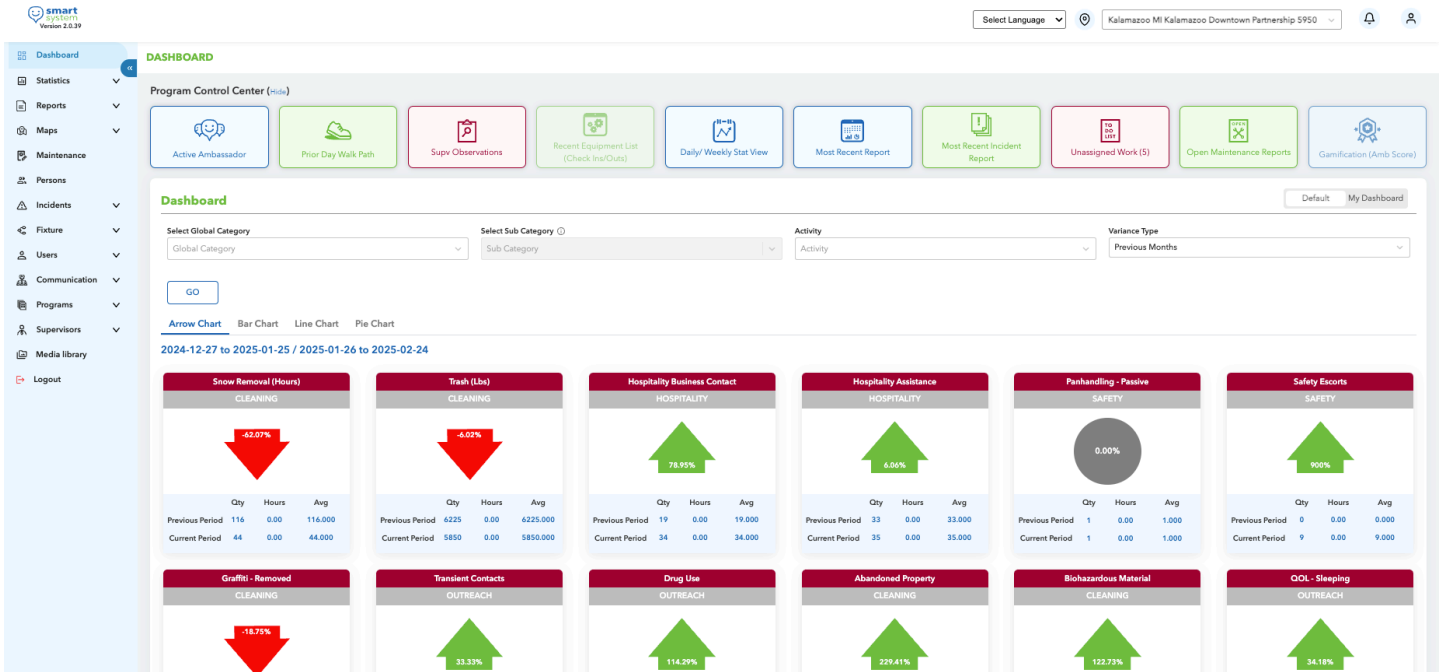 smart
system
Version 2.0.39
Select Language
Kalamazoo MI Kalamazoo Downtown Partnership 5950
Dashboard
Statistics
Reports
Maps
Maintenance
Persons
Incidents
Fixture
Users
Communication
Programs
Supervisors
Media library
Logout
DASHBOARD
Program Control Center (Hide)
Active Ambassador
Prior Day Walk Path
Supv Observations
Recent Equipment List
(Check Ins/Outs)
Daily/ Weekly Stat View
Most Recent Report
Most Recent Incident
Report
TO
DO
LIST
Unassigned Work (5)
OPEN
Open Maintenance Reports
Gamification (Amb Score)
Dashboard
Default My Dashboard
Select Global Category Select Sub Category Activity Variance Type
Global Category Sub Category Activity Previous Months
GO
Arrow Chart Bar Chart Line Chart Pie Chart
2024-12-27 to 2025-01-25 / 2025-01-26 to 2025-02-24
Snow Removal (Hours)
CLEANING
-62.07%
Qty Hours Avg
Previous Period 116 0.00 116.000
Current Period 44 0.00 44.000
Trash (Lbs)
CLEANING
-6.02%
Qty Hours Avg
Previous Period 6225 0.00 6225.000
Current Period 5850 0.00 5850.000
Hospitality Business Contact
HOSPITALITY
78.95%
Qty Hours Avg
Previous Period 19 0.00 19.000
Current Period 34 0.00 34.000
Hospitality Assistance
HOSPITALITY
6.06%
Qty Hours Avg
Previous Period 33 0.00 33.000
Current Period 35 0.00 35.000
Panhandling - Passive
SAFETY
0.00%
Qty Hours Avg
Previous Period 1 0.00 1.000
Current Period 1 0.00 1.000
Safety Escorts
SAFETY
900%
Qty Hours Avg
Previous Period 0 0.00 0.000
Current Period 9 0.00 9.000
Graffiti - Removed
CLEANING
-18.75%
Transient Contacts
OUTREACH
33.33%
Drug Use
OUTREACH
114.29%
Abandoned Property
CLEANING
229.41%
Biohazardous Material
CLEANING
122.73%
QOL - Sleeping
OUTREACH
34.18%